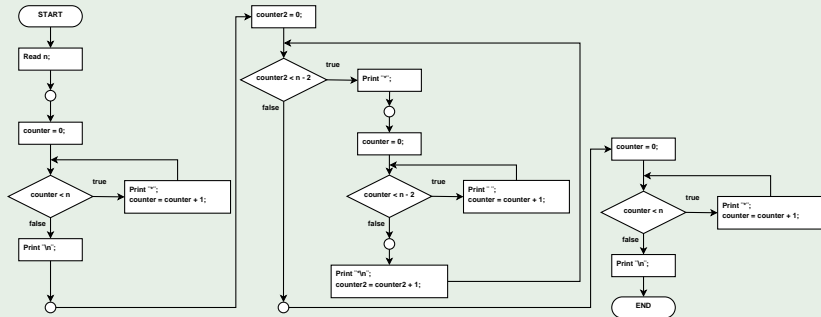 START
Read n;
counter = 0;
counter < n
true
Print "*";
counter = counter + 1;
false
Print "\n";
counter2 = 0;
counter2 < n - 2
true
Print "*";
false
counter = 0;
counter < n - 2
true
Print " ";
counter = counter + 1;
false
Print "*\n";
counter2 = counter2 + 1;
counter = 0;
counter < n
true
Print "*";
counter = counter + 1;
false
Print "\n";
END